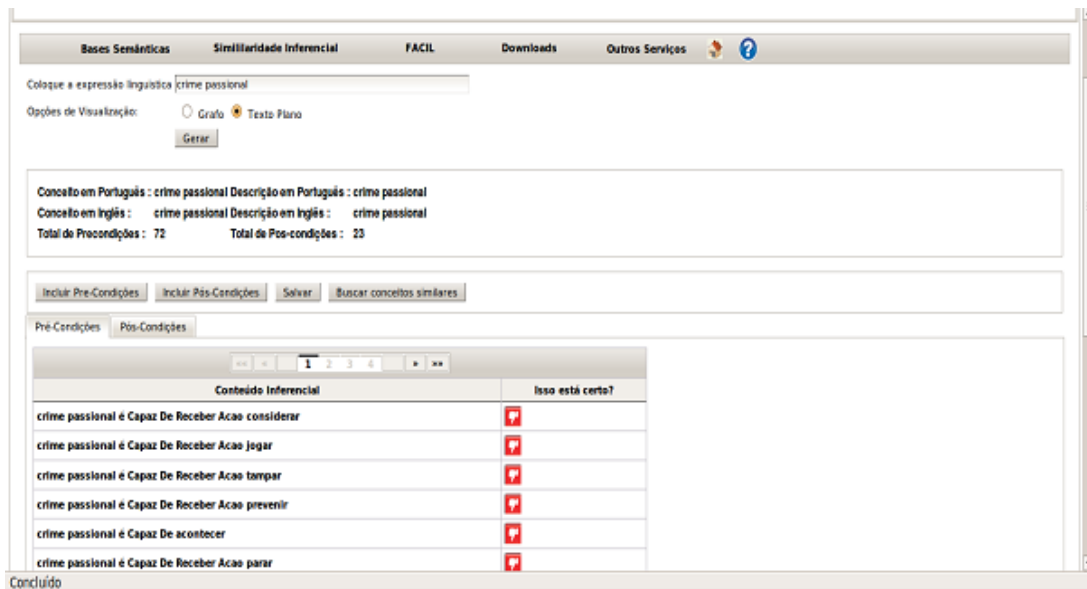 Bases Semânticas Simililaridade Inferencial FACIL Downloads Outros Serviços ?
Coloque a expressão linguistica crime passional
Opções de Visualização: Grafo Texto Plano
Gerar
Conceito em Português : crime passional Descrição em Português : crime passional
Conceito em Inglês : crime passional Descrição em Inglês : crime passional
Total de Precondições : 72 Total de Pos-condições : 23
Incluir Pre-Condições Incluir Pós-Condições Salvar Buscar conceitos similares
Pré-Condições Pós-Condições
«« « 1 2 3 4 » »»
Conteúdo Inferencial Isso está certo?
crime passional é Capaz De Receber Acao considerar
crime passional é Capaz De Receber Acao jogar
crime passional é Capaz De Receber Acao tampar
crime passional é Capaz De Receber Acao prevenir
crime passional é Capaz De acontecer
crime passional é Capaz De Receber Acao parar
Concluído